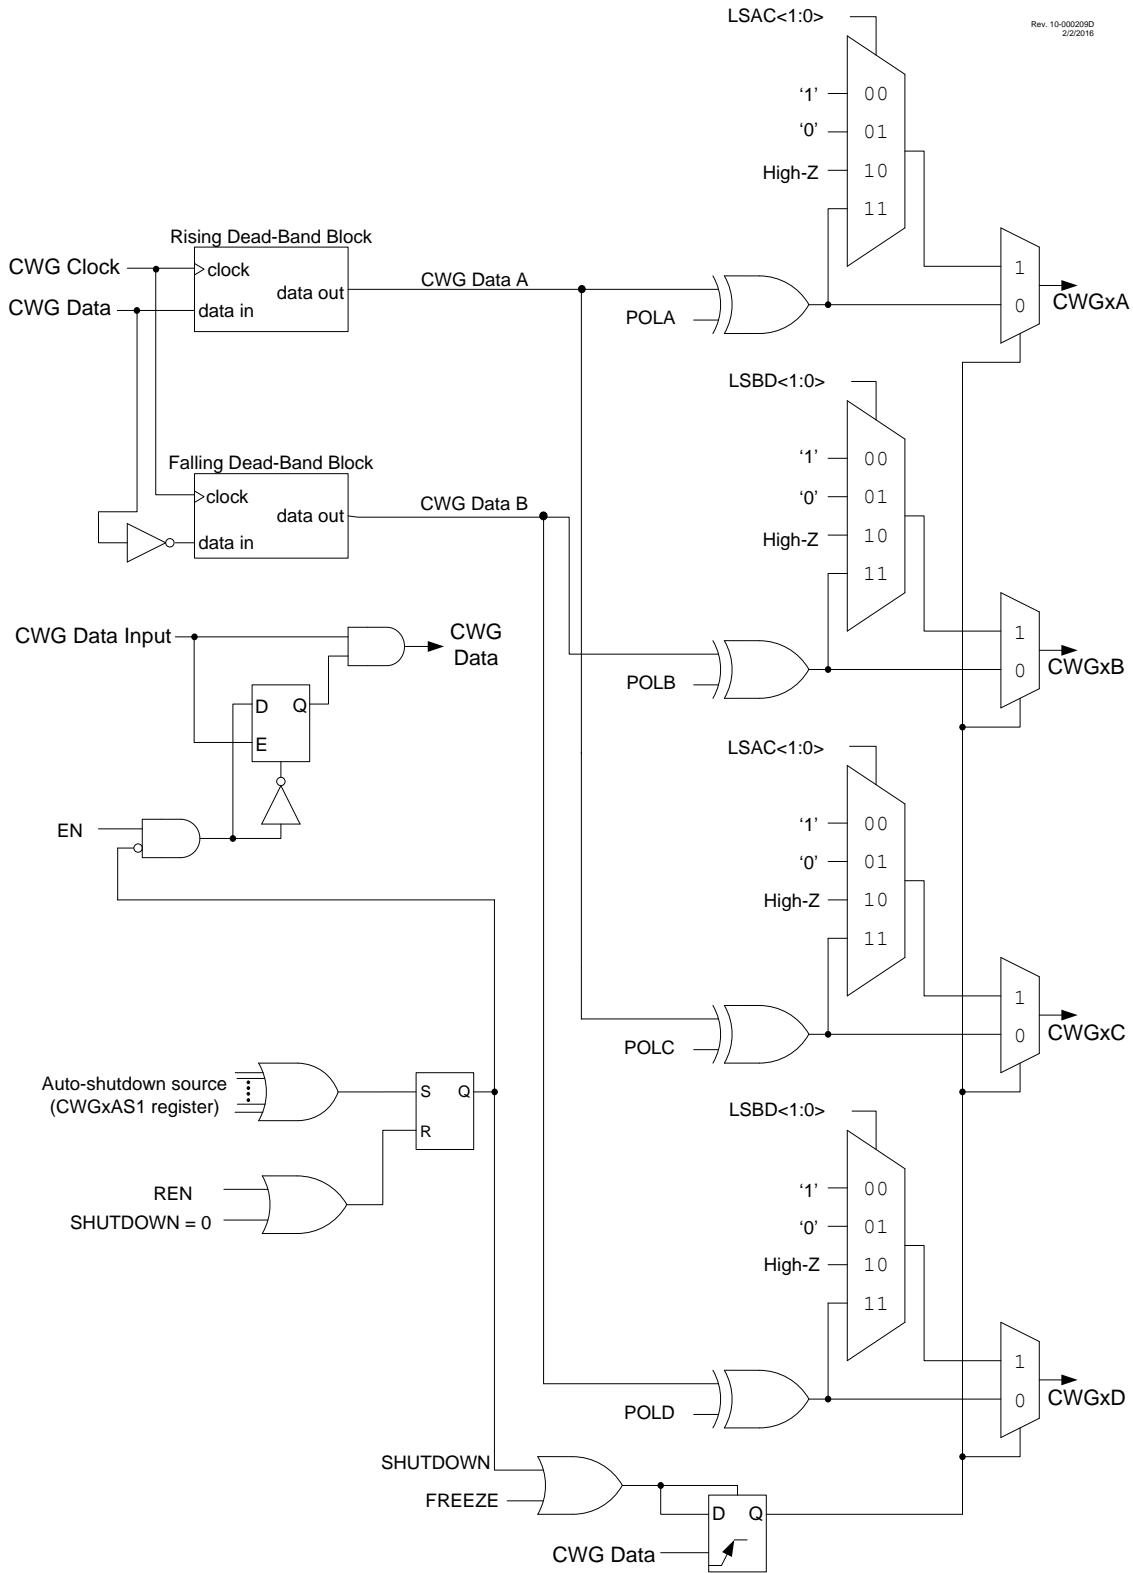 LSAC<1:0>
Rev. 10-000209D
2/2/2016
‘1’ 00
‘0’ 01
High-Z 10
11
Rising Dead-Band Block
CWG Clock
clock
CWG Data A
data out
1
CWG Data
data in
POLA
0
CWGxA
LSBD<1:0>
‘1’ 00
Falling Dead-Band Block
clock
CWG Data B
‘0’ 01
data out
data in
High-Z 10
11
CWG Data Input
CWG
Data
1
POLB
0
CWGxB
D Q
E
LSAC<1:0>
EN
‘1’ 00
‘0’ 01
High-Z 10
11
1
POLC
0
CWGxC
Auto-shutdown source
(CWGxAS1 register)
S Q
R
LSBD<1:0>
REN
SHUTDOWN = 0
‘1’ 00
‘0’ 01
High-Z 10
11
1
POLD
0
CWGxD
SHUTDOWN
FREEZE
D Q
CWG Data